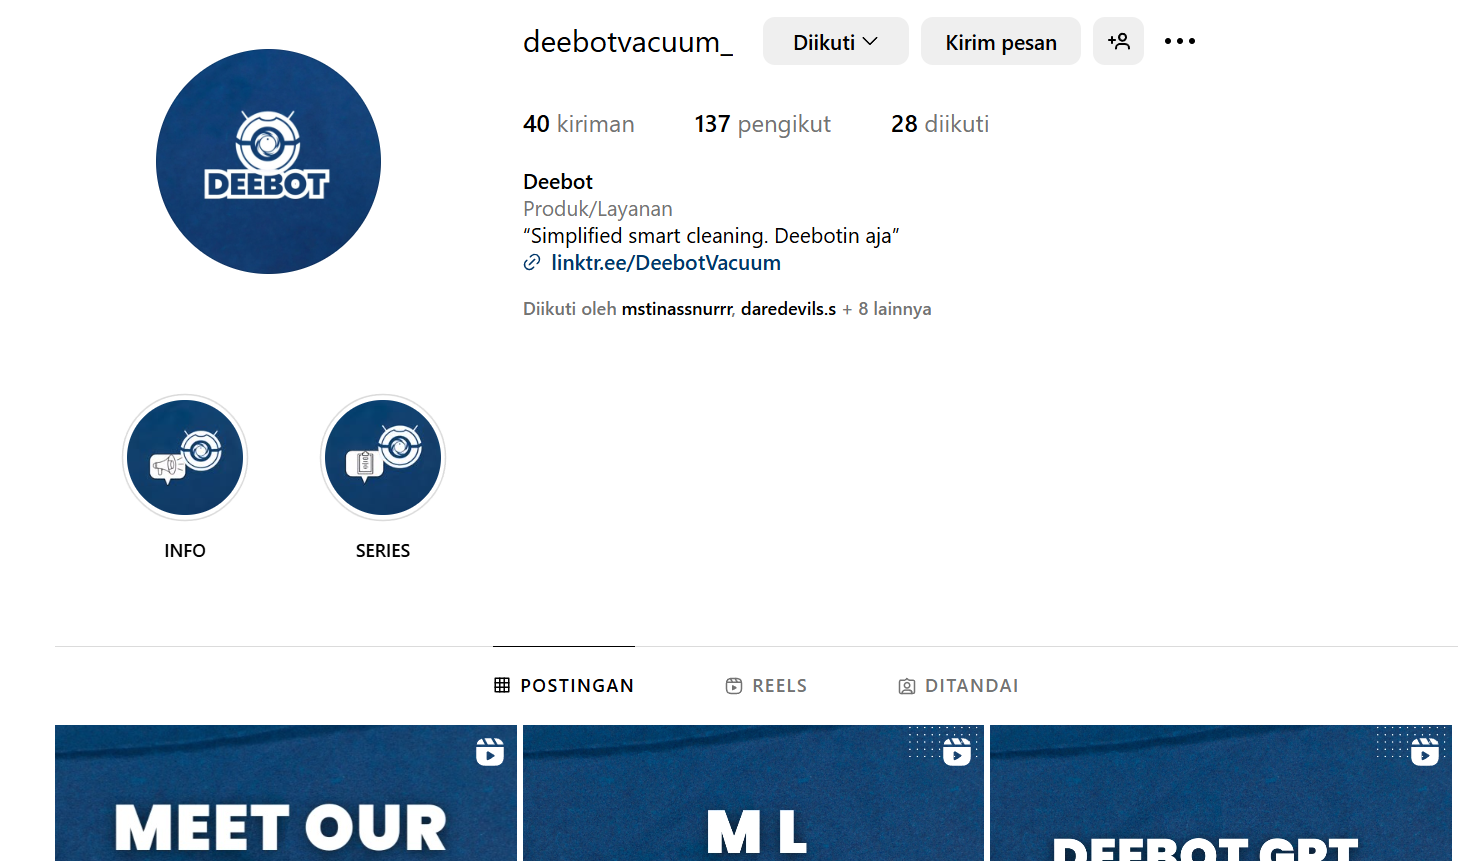 deebotvacuum_
Diikuti
Kirim pesan
40 kiriman
137 pengikut
28 diikuti
DEEBOT
Deebot
Produk/Layanan
“Simplified smart cleaning. Deebotin aja”
linktr.ee/DeebotVacuum
Diikuti oleh mstinassnurrr, daredevils.s + 8 lainnya
INFO
SERIES
POSTINGAN
REELS
DITANDAI
MEET OUR
M L
DEEBOT GPT